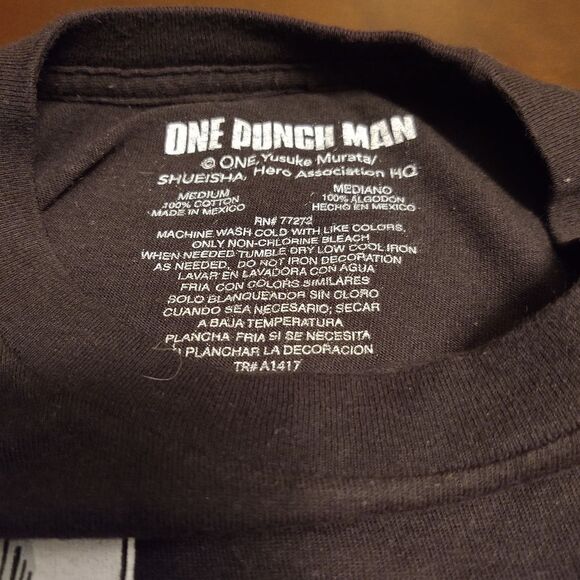 ONE PUNCH MAN
© ONE, Yusuke Murata/
SHUEISHA, Hero Association HQ
MEDIUM
100% COTTON
MADE IN MEXICO
MEDIANO
100% ALGODON
HECHO EN MEXICO
RN# 77272
MACHINE WASH COLD WITH LIKE COLORS,
ONLY NON-CHLORINE BLEACH
WHEN NEEDED TUMBLE DRY LOW COOL IRON
AS NEEDED, DO NOT IRON DECORATION
LAVAR EN LAVADORA CON AGUA
FRIA CON COLORS SIMILARES
SOLO BLANQUEADOR SIN CLORO
CUANDO SEA NECESARIO; SECAR
A BAJA TEMPERATURA
PLANCHA FRIA SI SE NECESITA
PLANCHAR LA DECORACION
TR# A1417